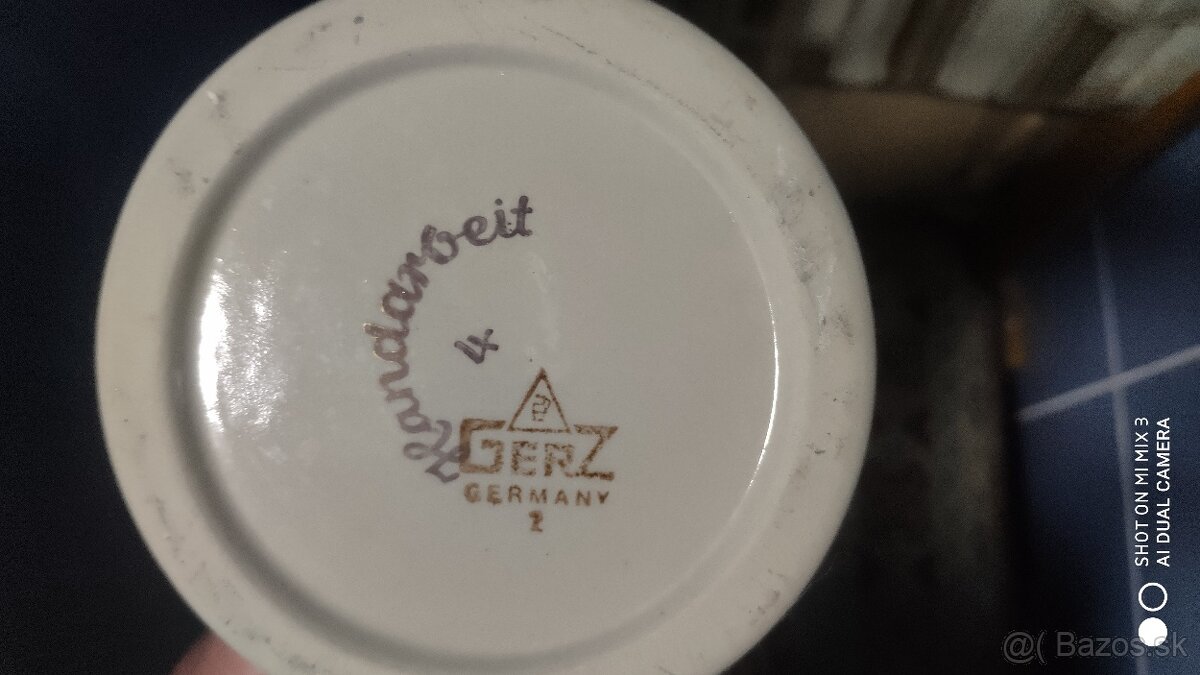 Handarbeit
4
GERZ
GERMANY
2
SHOT ON MI MIX 3
AI DUAL CAMERA
@( Bazos.sk